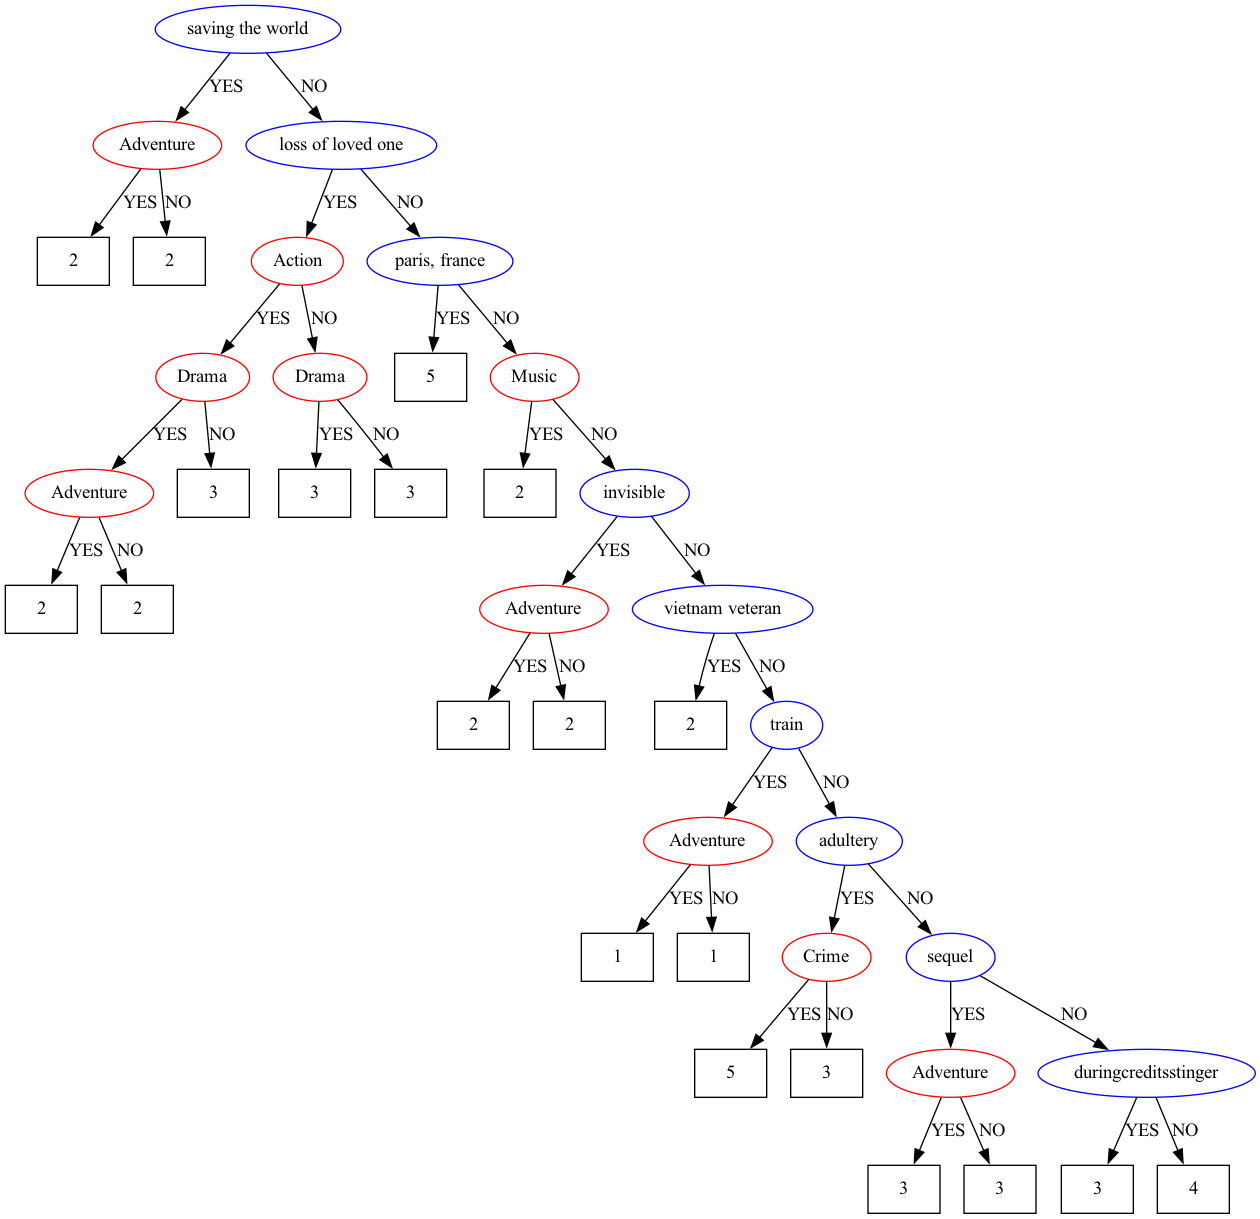 saving the world
YES
NO
Adventure
loss of loved one
YES
NO
YES
NO
2
2
Action
paris, france
YES
NO
YES
NO
Drama
Drama
5
Music
YES
NO
YES
NO
YES
NO
Adventure
3
3
3
2
invisible
YES
NO
YES
NO
2
2
Adventure
vietnam veteran
YES
NO
YES
NO
2
2
2
train
YES
NO
Adventure
adultery
YES
NO
YES
NO
1
1
Crime
sequel
YES
NO
YES
NO
5
3
Adventure
duringcreditsstinger
YES
NO
YES
NO
3
3
3
4